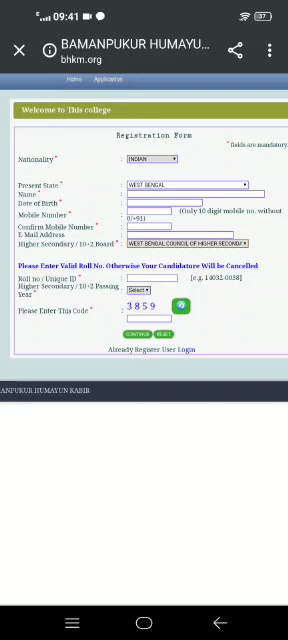 09:41
37
BAMANPUKUR HUMAYU...
bhkm.org
Home Application
Welcome to This college
Registration Form
* fields are mandatory.
Nationality * : INDIAN
Present State * : WEST BENGAL
Name * :
Date of Birth * :
Mobile Number * : (Only 10 digit mobile no. without 0/+91)
Confirm Mobile Number * :
E-Mail Address :
Higher Secondary / 10+2 Board * : WEST BENGAL COUNCIL OF HIGHER SECONDA
Please Enter Valid Roll No. Otherwise Your Candidature Will be Cancelled
Roll no / Unique ID * : [e.g. 14032-0038]
Higher Secondary / 10+2 Passing Year * : Select
Please Enter This Code * : 3859
CONTINUE RESET
Already Register User Login
MANPUKUR HUMAYUN KABIR